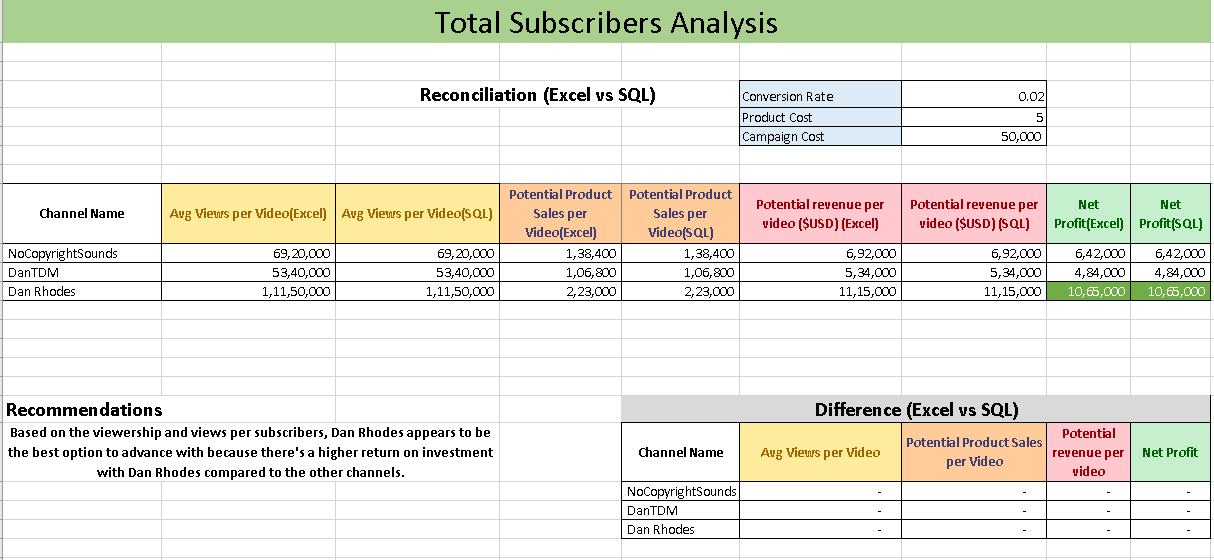 Total Subscribers Analysis
Reconciliation (Excel vs SQL)
Conversion Rate 0.02
Product Cost 5
Campaign Cost 50,000
Channel Name Avg Views per Video(Excel) Avg Views per Video(SQL) Potential Product Sales per Video(Excel) Potential Product Sales per Video(SQL) Potential revenue per video ($USD) (Excel) Potential revenue per video ($USD) (SQL) Net Profit(Excel) Net Profit(SQL)
NoCopyrightSounds 69,20,000 69,20,000 1,38,400 1,38,400 6,92,000 6,92,000 6,42,000 6,42,000
DanTDM 53,40,000 53,40,000 1,06,800 1,06,800 5,34,000 5,34,000 4,84,000 4,84,000
Dan Rhodes 1,11,50,000 1,11,50,000 2,23,000 2,23,000 11,15,000 11,15,000 10,65,000 10,65,000
Recommendations
Based on the viewership and views per subscribers, Dan Rhodes appears to be
the best option to advance with because there's a higher return on investment
with Dan Rhodes compared to the other channels.
Difference (Excel vs SQL)
Channel Name Avg Views per Video Potential Product Sales per Video Potential revenue per video Net Profit
NoCopyrightSounds - - - -
DanTDM - - - -
Dan Rhodes - - - -